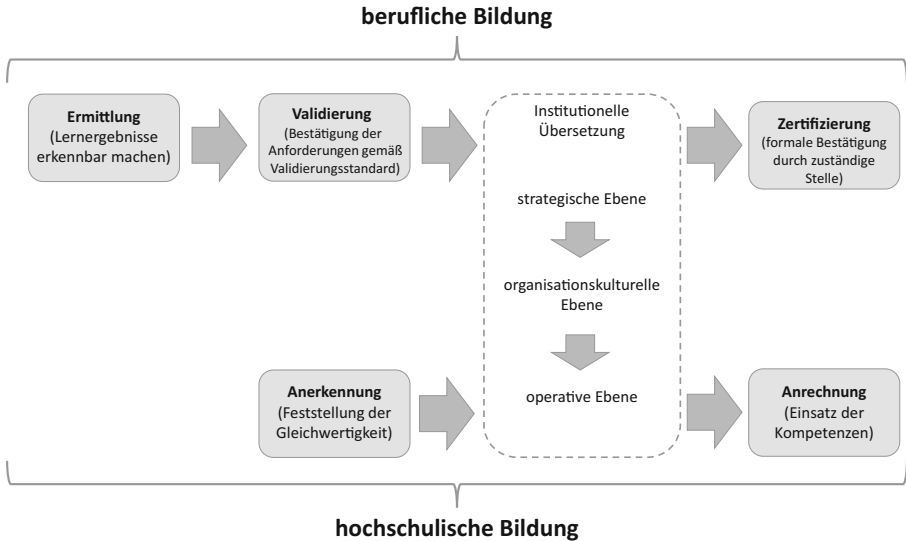 berufliche Bildung
Ermittlung
(Lernergebnisse
erkennbar machen)
Validierung
(Bestätigung der
Anforderungen gemäß
Validierungsstandard)
Institutionelle
Übersetzung
strategische Ebene
organisationskulturelle
Ebene
operative Ebene
Zertifizierung
(formale Bestätigung
durch zuständige
Stelle)
Anerkennung
(Feststellung der
Gleichwertigkeit)
Anrechnung
(Einsatz der
Kompetenzen)
hochschulische Bildung